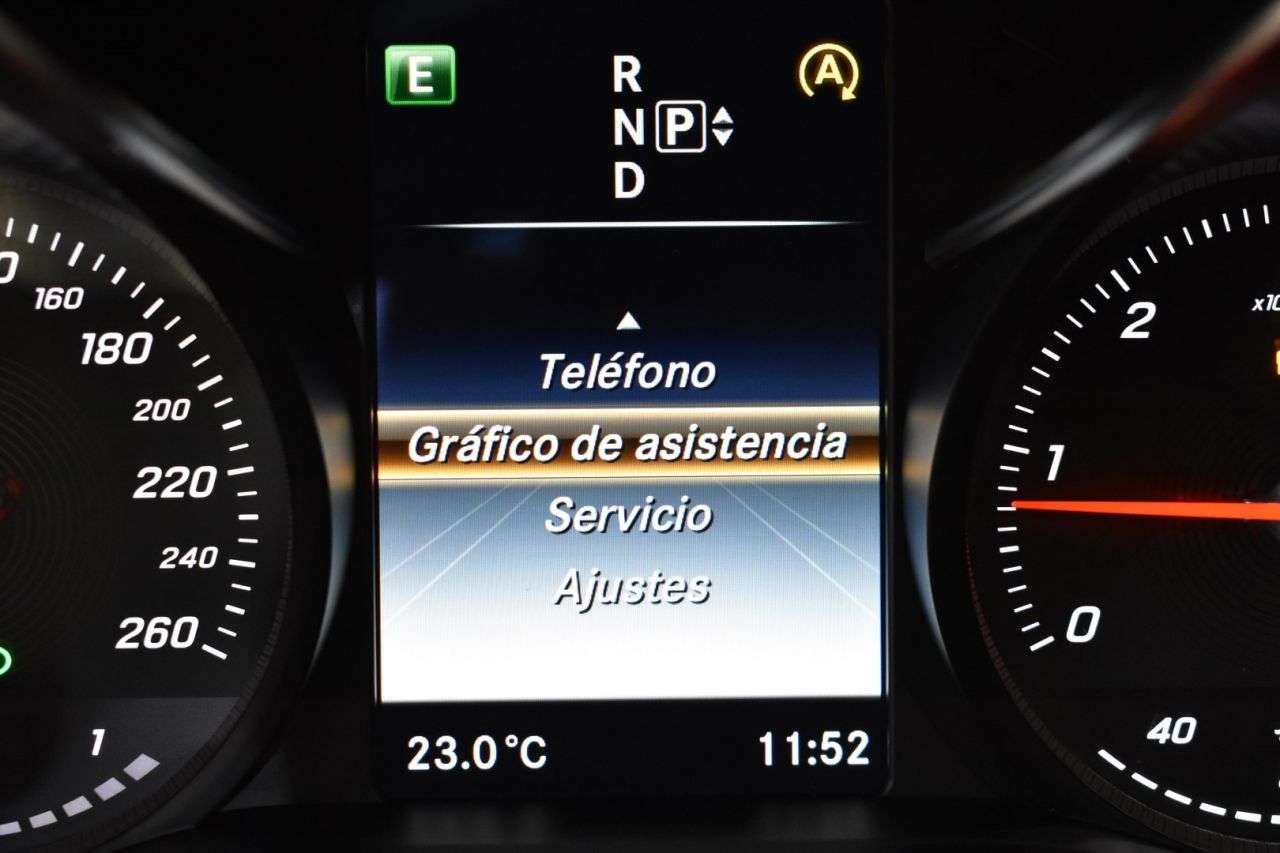 E
R
A
N P
D
160
180
200
220
240
260
1
Teléfono
Gráfico de asistencia
Servicio
Ajustes
23.0°C
11:52
2
1
0
40